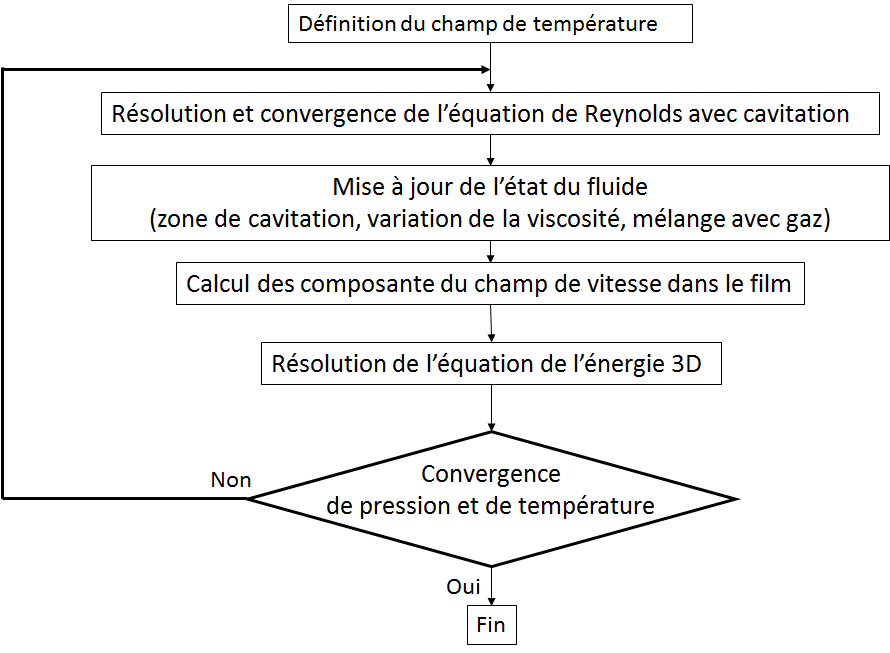 Définition du champ de température
Résolution et convergence de l’équation de Reynolds avec cavitation
Mise à jour de l’état du fluide
(zone de cavitation, variation de la viscosité, mélange avec gaz)
Calcul des composante du champ de vitesse dans le film
Résolution de l’équation de l’énergie 3D
Convergence
de pression et de température
Non
Oui
Fin